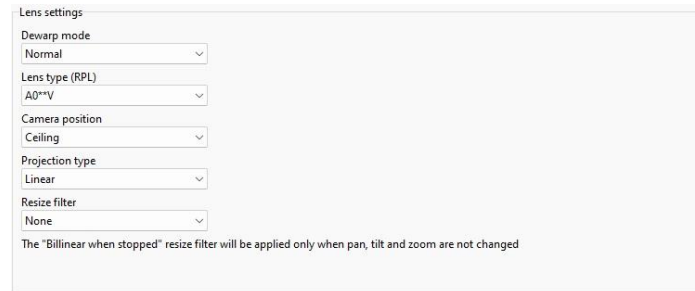 Lens settings
Dewarp mode
Normal
Lens type (RPL)
A0**V
Camera position
Ceiling
Projection type
Linear
Resize filter
None
The "Billinear when stopped" resize filter will be applied only when pan, tilt and zoom are not changed